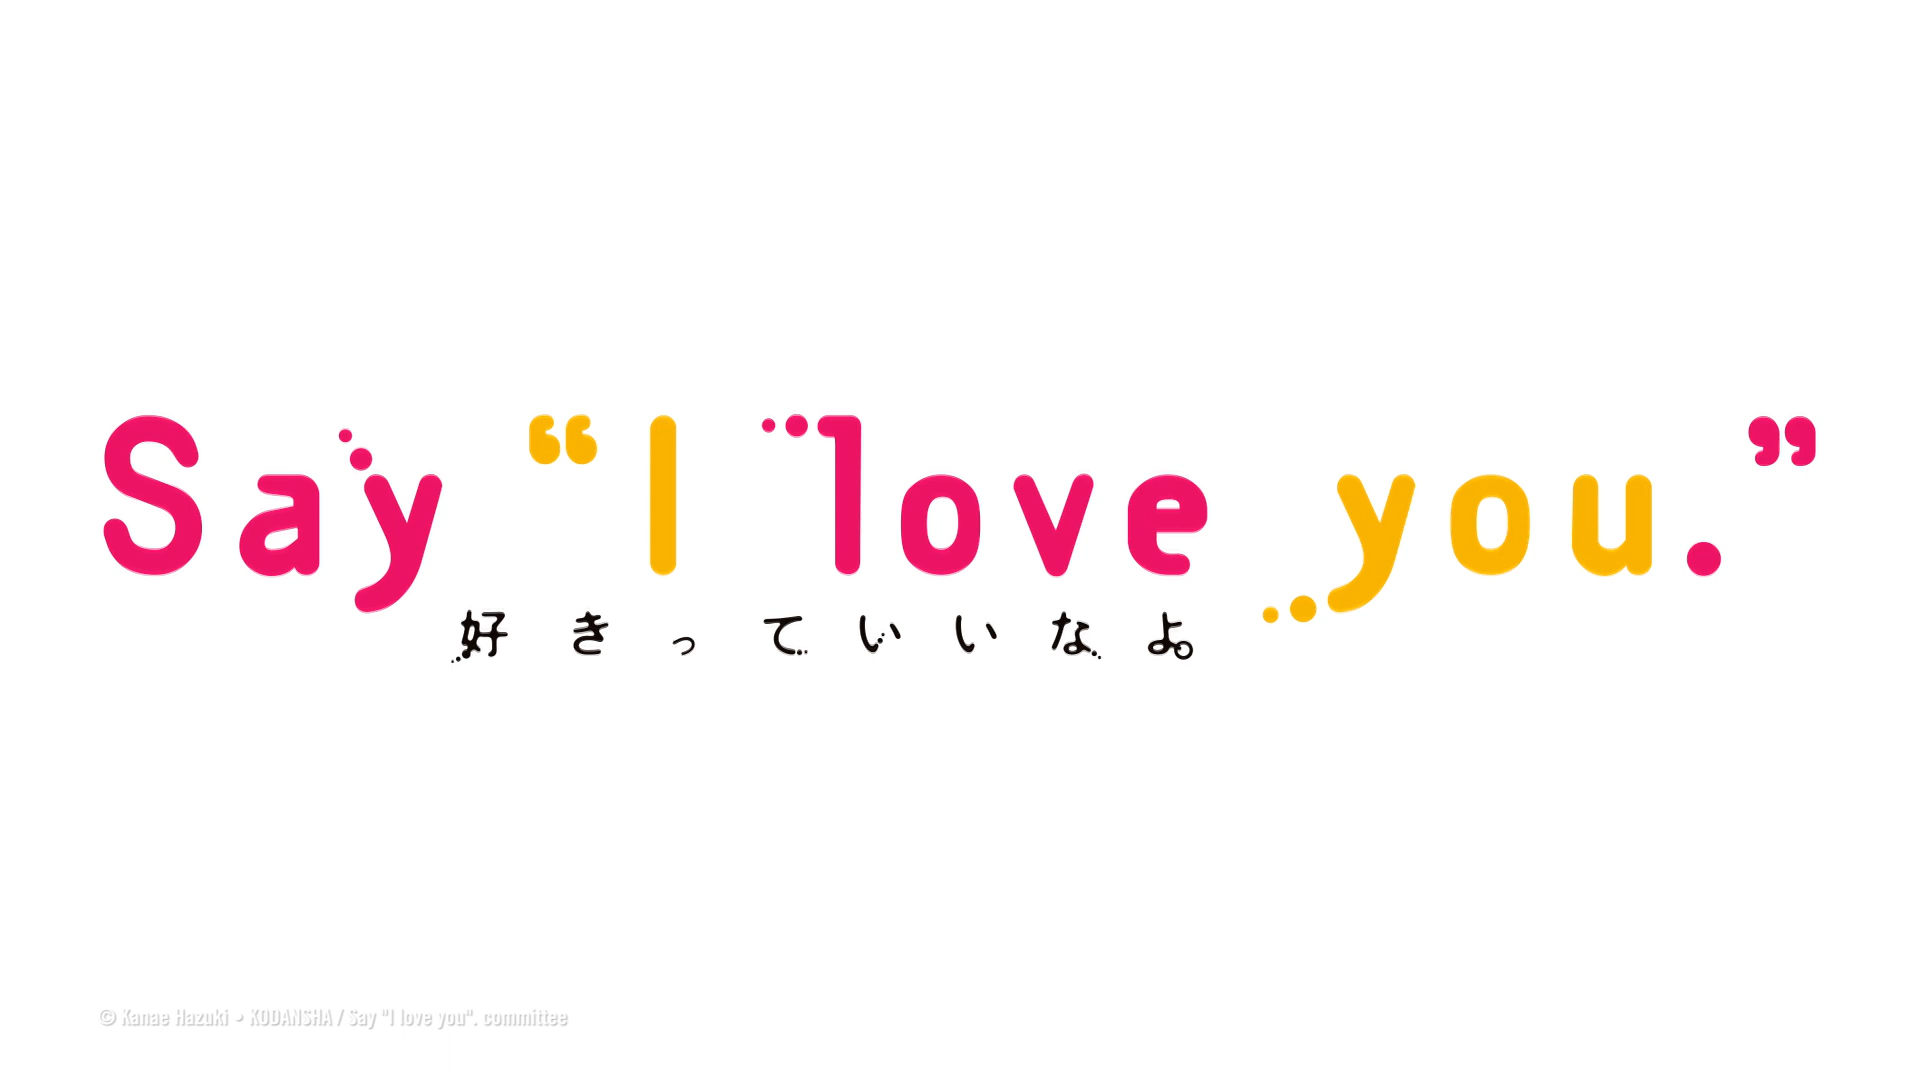 Say “I love you.”
好きっていいなよ。
© Kanae Hazuki • KODANSHA / Say "I love you". committee